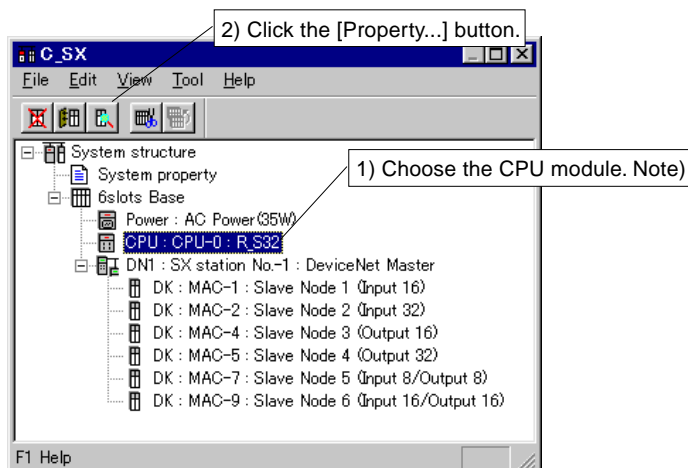 2) Click the [Property...] button.
C_SX
File Edit View Tool Help
System structure
System property
1) Choose the CPU module. Note)
6slots Base
Power : AC Power(35W)
CPU : CPU-0 : R_S32
DN1 : SX station No.-1 : DeviceNet Master
DK : MAC-1 : Slave Node 1 (Input 16)
DK : MAC-2 : Slave Node 2 (Input 32)
DK : MAC-4 : Slave Node 3 (Output 16)
DK : MAC-5 : Slave Node 4 (Output 32)
DK : MAC-7 : Slave Node 5 (Input 8/Output 8)
DK : MAC-9 : Slave Node 6 (Input 16/Output 16)
F1 Help